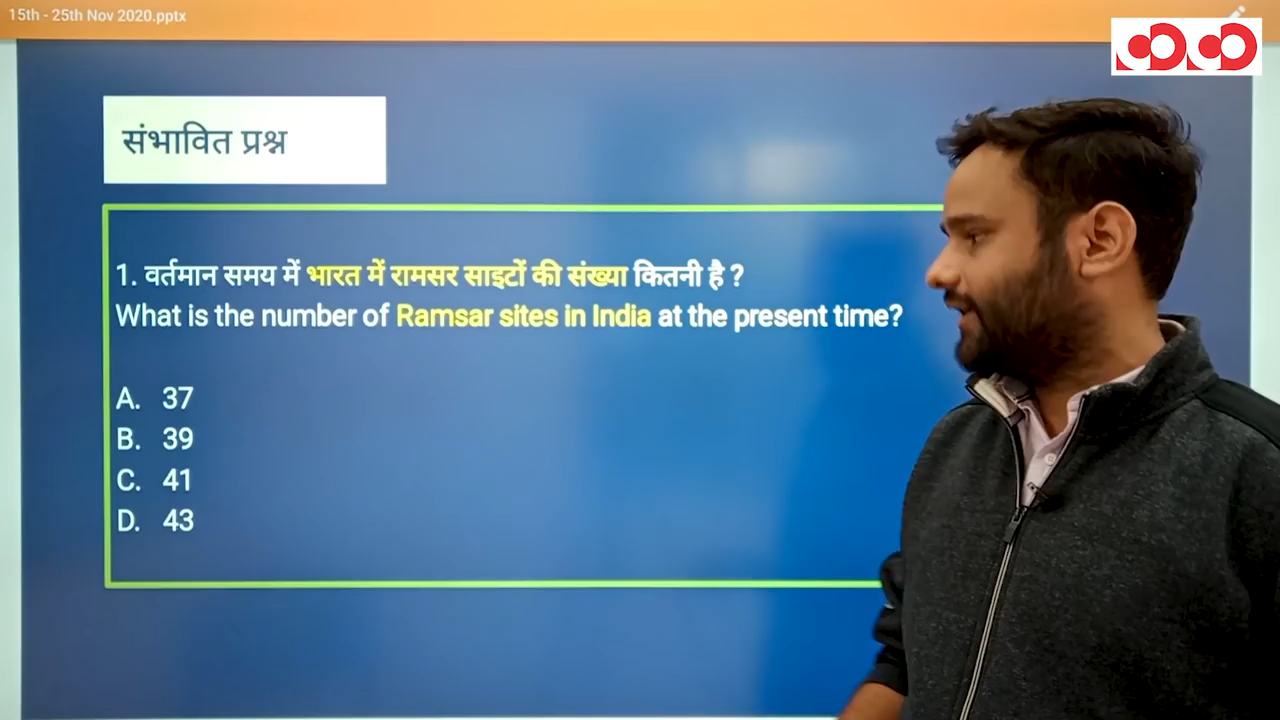 15th - 25th Nov 2020.pptx
संभावित प्रश्न
1. वर्तमान समय में भारत में रामसर साइटों की संख्या कितनी है ?
What is the number of Ramsar sites in India at the present time?
A. 37
B. 39
C. 41
D. 43